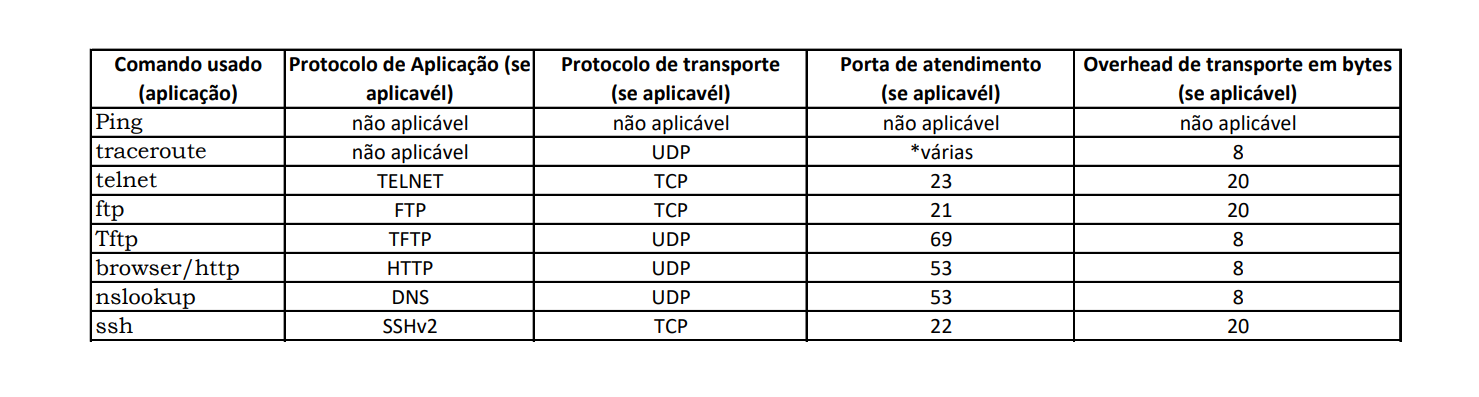 Comando usado (aplicação) | Protocolo de Aplicação (se aplicavél) | Protocolo de transporte (se aplicavél) | Porta de atendimento (se aplicavél) | Overhead de transporte em bytes (se aplicável)
Ping | não aplicável | não aplicável | não aplicável | não aplicável
traceroute | não aplicável | UDP | *várias | 8
telnet | TELNET | TCP | 23 | 20
ftp | FTP | TCP | 21 | 20
Tftp | TFTP | UDP | 69 | 8
browser/http | HTTP | UDP | 53 | 8
nslookup | DNS | UDP | 53 | 8
ssh | SSHv2 | TCP | 22 | 20